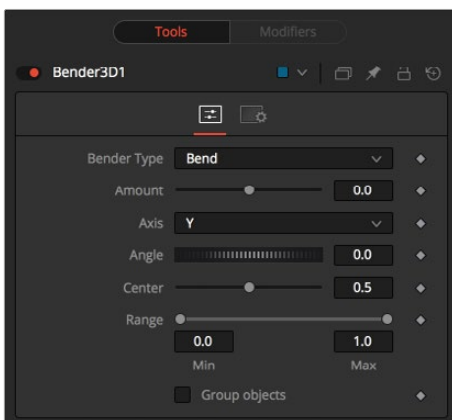 Tools Modifiers
Bender3D1
Bender Type Bend
Amount 0.0
Axis Y
Angle 0.0
Center 0.5
Range
0.0 1.0
Min Max
Group objects